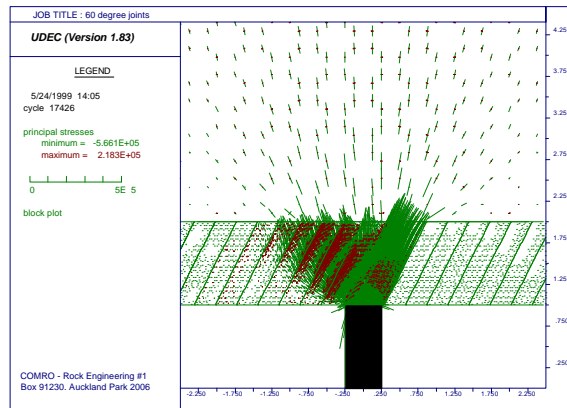 JOB TITLE : 60 degree joints
UDEC (Version 1.83)
LEGEND
5/24/1999 14:05
cycle 17426
principal stresses
minimum = -5.661E+05
maximum = 2.183E+05
0 5E 5
block plot
COMRO - Rock Engineering #1
Box 91230. Auckland Park 2006
4.25
3.75
3.25
2.75
2.25
1.75
1.25
.750
.250
-2.250 -1.750 -1.250 -.750 -.250 .250 .750 1.250 1.750 2.250